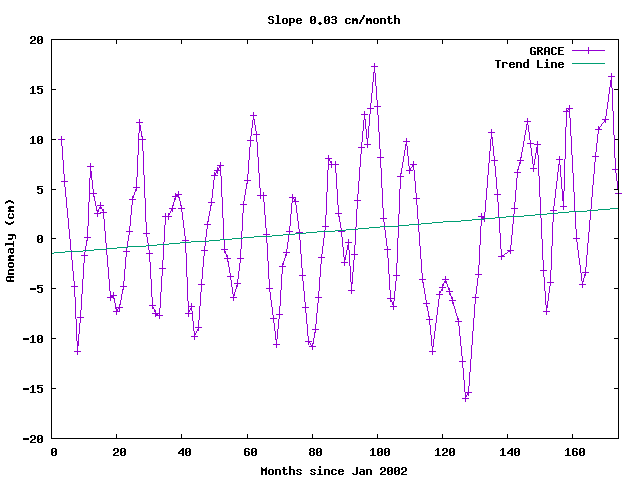 Slope 0.03 cm/month
GRACE
Trend Line
20
15
10
5
0
-5
-10
-15
-20
Anomaly (cm)
0 20 40 60 80 100 120 140 160
Months since Jan 2002